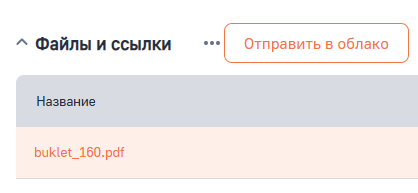 Файлы и ссылки
Отправить в облако
Название
buklet_160.pdf